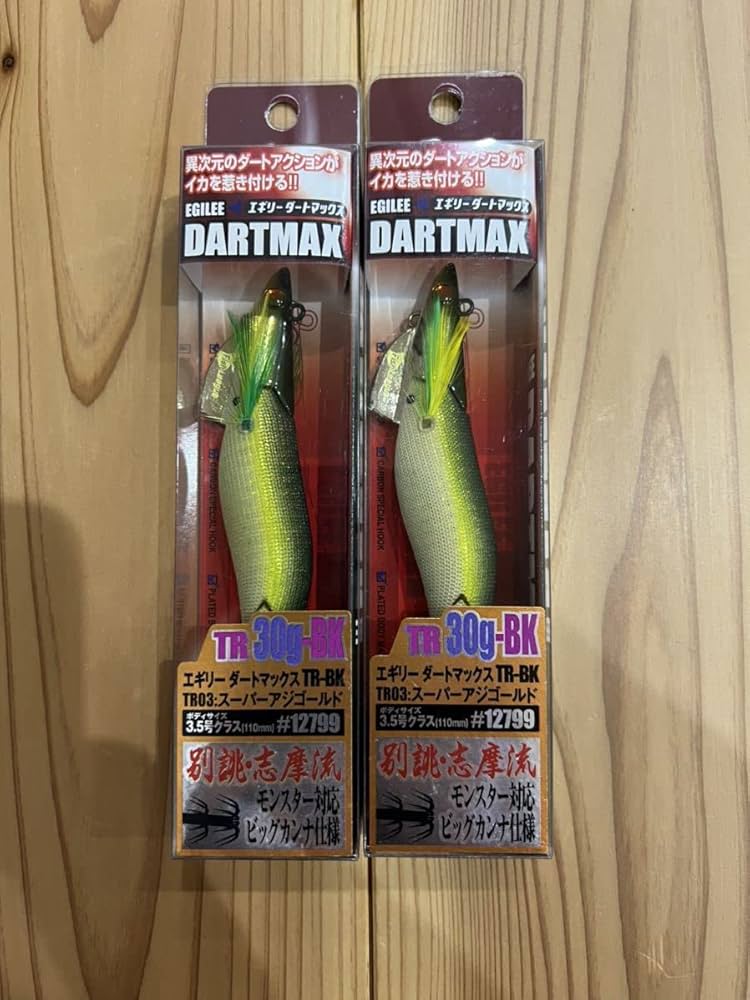 異次元のダートアクションが
イカを惹き付ける!!
EGILEE エギリーダートマックス
DARTMAX
CARBON SPECIAL HOOK
PLATED BODY
TR 30g-BK
エギリー ダートマックス TR-BK
TR03:スーパーアジゴールド
ボディサイズ
3.5号クラス(110mm) #12799
別誂・志摩流
モンスター対応
ビッグカンナ仕様
異次元のダートアクションが
イカを惹き付ける!!
EGILEE エギリーダートマックス
DARTMAX
CARBON SPECIAL HOOK
PLATED BODY
TR 30g-BK
エギリー ダートマックス TR-BK
TR03:スーパーアジゴールド
ボディサイズ
3.5号クラス(110mm) #12799
別誂・志摩流
モンスター対応
ビッグカンナ仕様